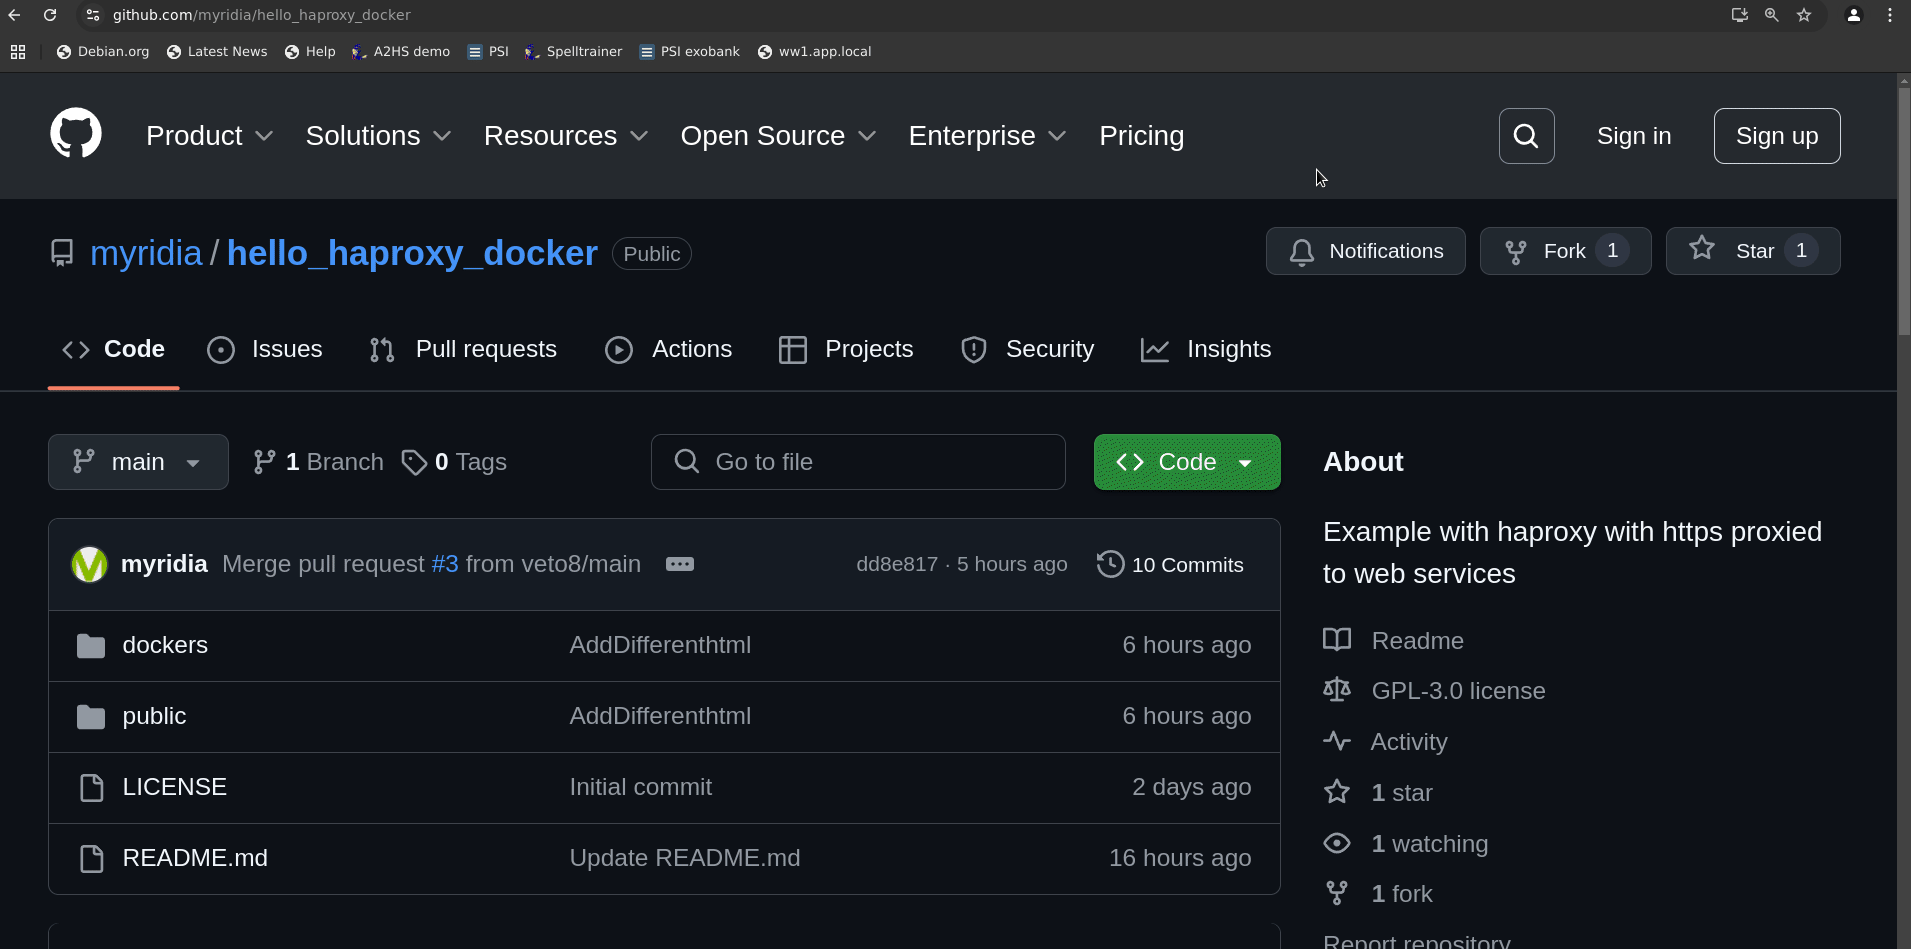 github.com/myridia/hello_haproxy_docker
Debian.org Latest News Help A2HS demo PSI Spelltrainer PSI exobank ww1.app.local
Product Solutions Resources Open Source Enterprise Pricing Sign in Sign up
myridia / hello_haproxy_docker Public Notifications Fork 1 Star 1
Code Issues Pull requests Actions Projects Security Insights
main 1 Branch 0 Tags Go to file Code
myridia Merge pull request #3 from veto8/main dd8e817 · 5 hours ago 10 Commits
dockers AddDifferenthtml 6 hours ago
public AddDifferenthtml 6 hours ago
LICENSE Initial commit 2 days ago
README.md Update README.md 16 hours ago
About
Example with haproxy with https proxied
to web services
Readme
GPL-3.0 license
Activity
1 star
1 watching
1 fork
Report repository